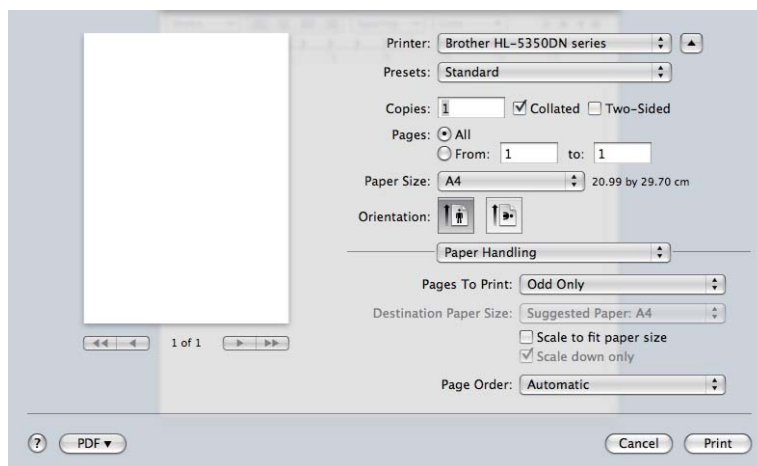 Printer: Brother HL-5350DN series
Presets: Standard
Copies: 1 Collated Two-Sided
Pages: All
From: 1 to: 1
Paper Size: A4 20.99 by 29.70 cm
Orientation:
Paper Handling
Pages To Print: Odd Only
Destination Paper Size: Suggested Paper: A4
1 of 1
Scale to fit paper size
Scale down only
Page Order: Automatic
? PDF Cancel Print